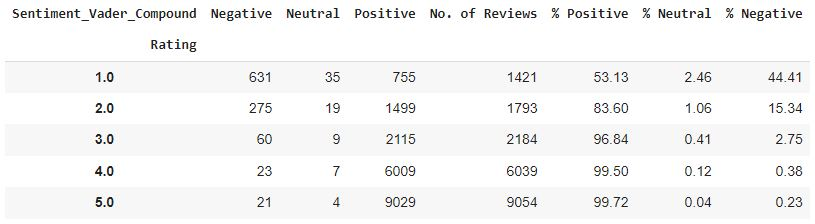 Sentiment_Vader_Compound Negative Neutral Positive No. of Reviews % Positive % Neutral % Negative
Rating
1.0 631 35 755 1421 53.13 2.46 44.41
2.0 275 19 1499 1793 83.60 1.06 15.34
3.0 60 9 2115 2184 96.84 0.41 2.75
4.0 23 7 6009 6039 99.50 0.12 0.38
5.0 21 4 9029 9054 99.72 0.04 0.23